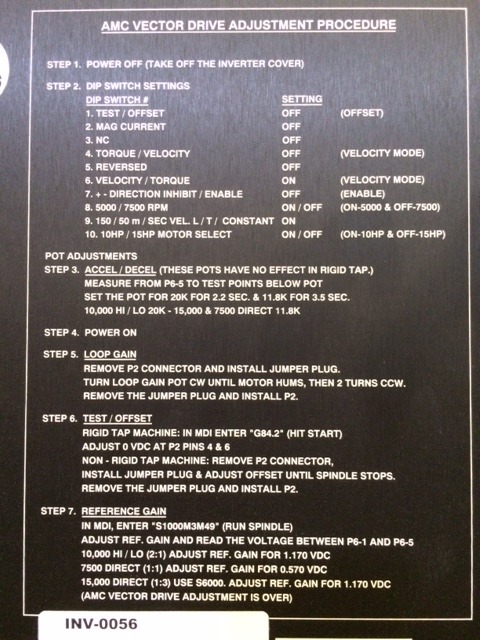 AMC VECTOR DRIVE ADJUSTMENT PROCEDURE
STEP 1. POWER OFF (TAKE OFF THE INVERTER COVER)
STEP 2. DIP SWITCH SETTINGS
DIP SWITCH # SETTING
1. TEST / OFFSET OFF (OFFSET)
2. MAG CURRENT OFF
3. NC OFF
4. TORQUE / VELOCITY OFF (VELOCITY MODE)
5. REVERSED OFF
6. VELOCITY / TORQUE ON (VELOCITY MODE)
7. + - DIRECTION INHIBIT / ENABLE OFF (ENABLE)
8. 5000 / 7500 RPM ON / OFF (ON-5000 & OFF-7500)
9. 150 / 50 m / SEC VEL. L / T / CONSTANT ON
10. 10HP / 15HP MOTOR SELECT ON / OFF (ON-10HP & OFF-15HP)
POT ADJUSTMENTS
STEP 3. ACCEL / DECEL (THESE POTS HAVE NO EFFECT IN RIGID TAP.)
MEASURE FROM P6-5 TO TEST POINTS BELOW POT
SET THE POT FOR 20K FOR 2.2 SEC. & 11.8K FOR 3.5 SEC.
10,000 HI / LO 20K - 15,000 & 7500 DIRECT 11.8K
STEP 4. POWER ON
STEP 5. LOOP GAIN
REMOVE P2 CONNECTOR AND INSTALL JUMPER PLUG.
TURN LOOP GAIN POT CW UNTIL MOTOR HUMS, THEN 2 TURNS CCW.
REMOVE THE JUMPER PLUG AND INSTALL P2.
STEP 6. TEST / OFFSET
RIGID TAP MACHINE: IN MDI ENTER "G84.2" (HIT START)
ADJUST 0 VDC AT P2 PINS 4 & 6
NON - RIGID TAP MACHINE: REMOVE P2 CONNECTOR,
INSTALL JUMPER PLUG & ADJUST OFFSET UNTIL SPINDLE STOPS.
REMOVE THE JUMPER PLUG AND INSTALL P2.
STEP 7. REFERENCE GAIN
IN MDI, ENTER "S1000M3M49" (RUN SPINDLE)
ADJUST REF. GAIN AND READ THE VOLTAGE BETWEEN P6-1 AND P6-5
10,000 HI / LO (2:1) ADJUST REF. GAIN FOR 1.170 VDC
7500 DIRECT (1:1) ADJUST REF. GAIN FOR 0.570 VDC
15,000 DIRECT (1:3) USE S6000. ADJUST REF. GAIN FOR 1.170 VDC
(AMC VECTOR DRIVE ADJUSTMENT IS OVER)
INV-0056